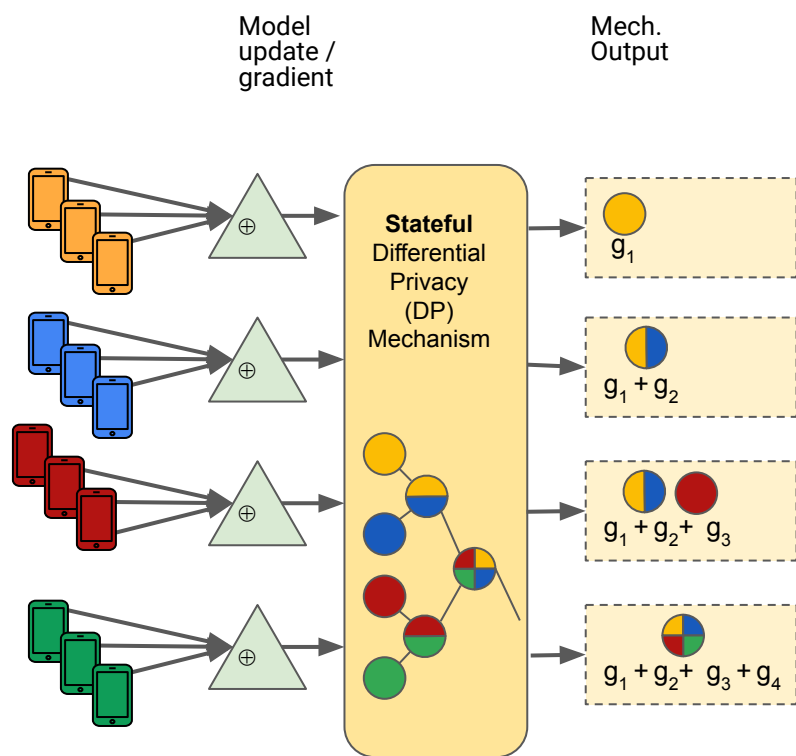 Model
update /
gradient
Mech.
Output
⊕
Stateful
Differential
Privacy
(DP)
Mechanism
g₁
⊕
g₁ + g₂
⊕
g₁ + g₂+ g₃
⊕
g₁ + g₂+ g₃ + g₄